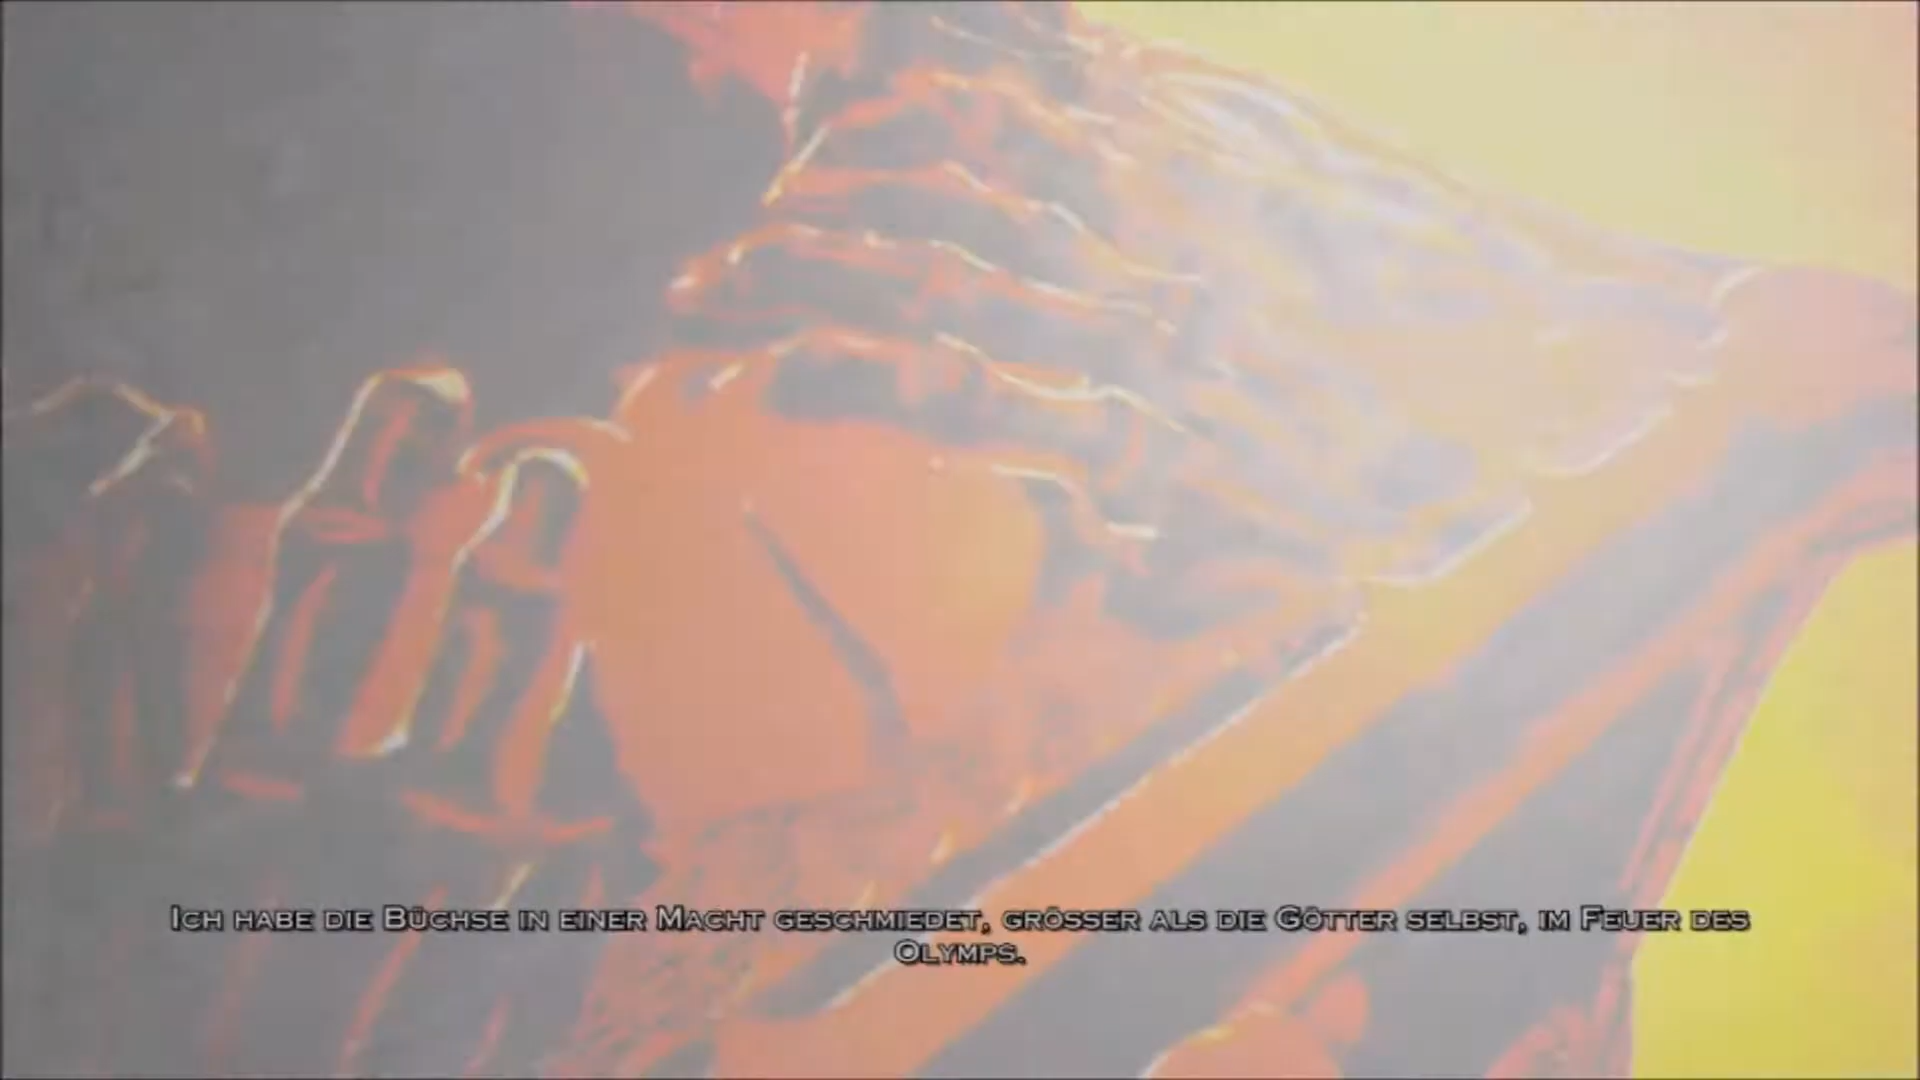 Ich habe die Büchse in einer Macht geschmiedet, grösser als die Götter selbst, im Feuer des
Olymps.